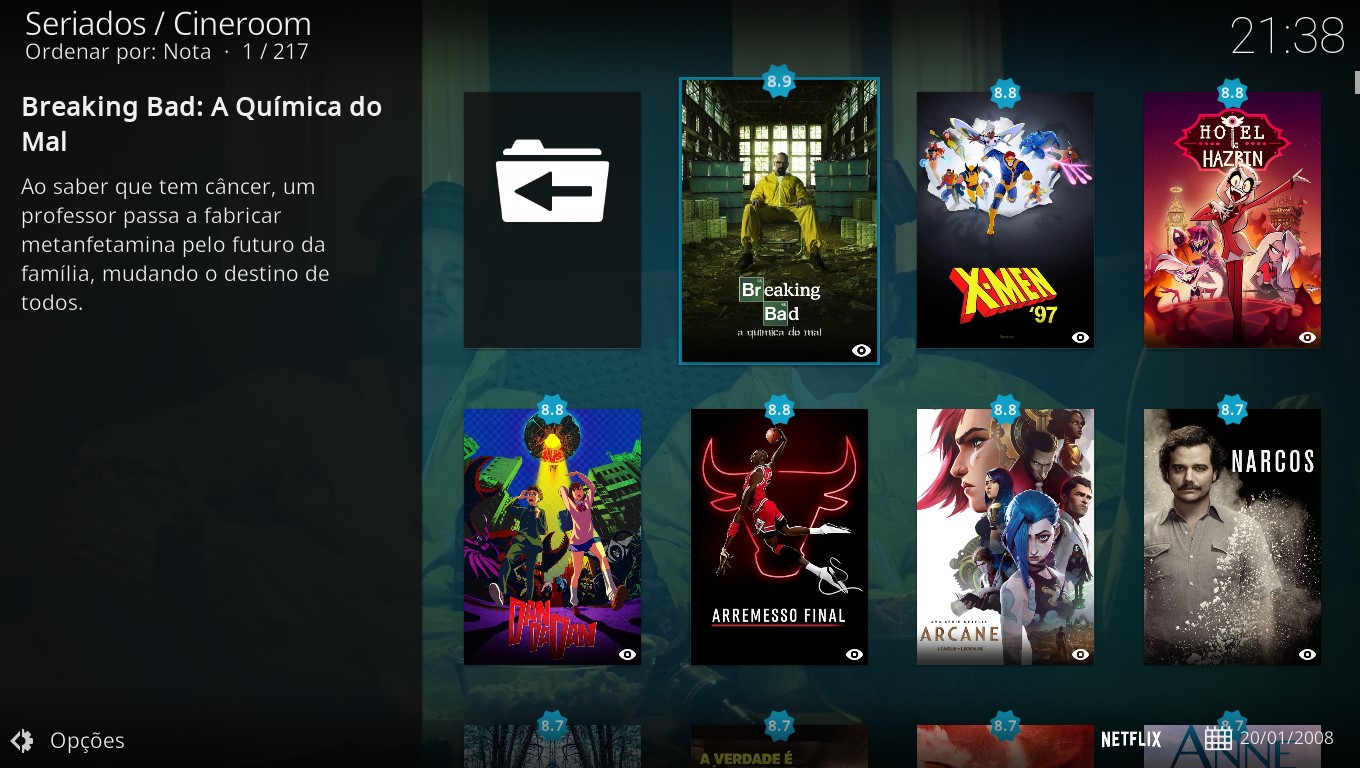 Seriados / Cineroom
Ordenar por: Nota · 1 / 217
21:38
Breaking Bad: A Química do
Mal
Ao saber que tem câncer, um
professor passa a fabricar
metanfetamina pelo futuro da
família, mudando o destino de
todos.
8.9
Breaking
Bad
a química do mal
8.8
X-MEN
'97
8.8
HOTEL
HAZBIN
8.8
DAN
DA DAN
8.8
ARREMESSO FINAL
8.8
UMA SÉRIE NETFLIX
ARCANE
LEAGUE OF LEGENDS
8.7
NARCOS
8.7
8.7
A VERDADE É
8.7
8.7
ANNE
Opções
NETFLIX
20/01/2008